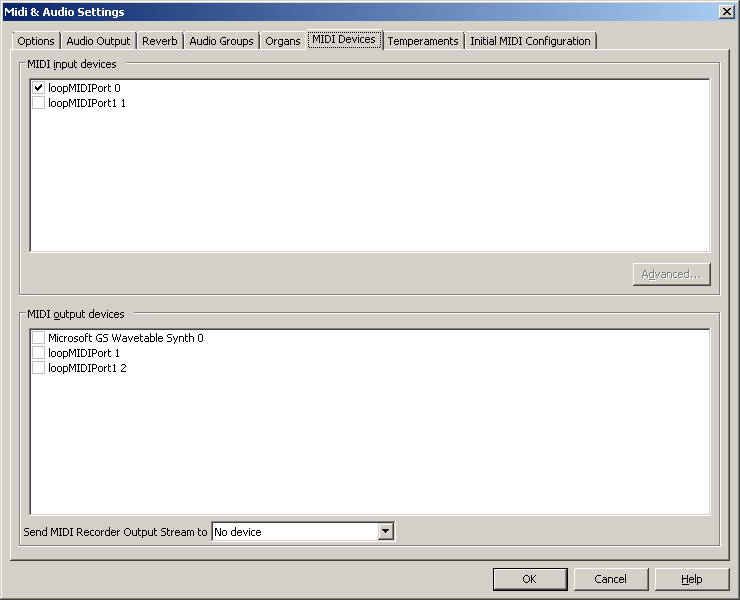 Midi & Audio Settings
Options Audio Output Reverb Audio Groups Organs MIDI Devices Temperaments Initial MIDI Configuration
MIDI input devices
loopMIDIPort 0
loopMIDIPort1 1
Advanced...
MIDI output devices
Microsoft GS Wavetable Synth 0
loopMIDIPort 1
loopMIDIPort1 2
Send MIDI Recorder Output Stream to No device
OK Cancel Help